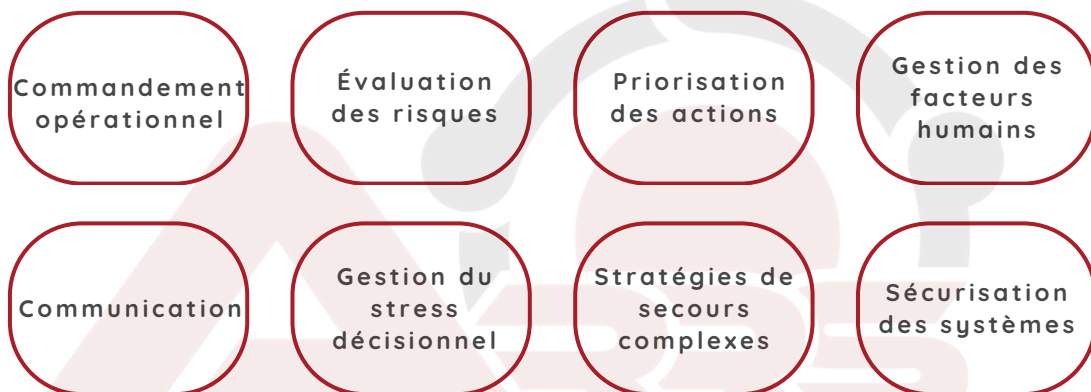 Commandement
opérationnel
Évaluation
des risques
Priorisation
des actions
Gestion des
facteurs
humains
Communication
Gestion du
stress
décisionnel
Stratégies de
secours
complexes
Sécurisation
des systèmes